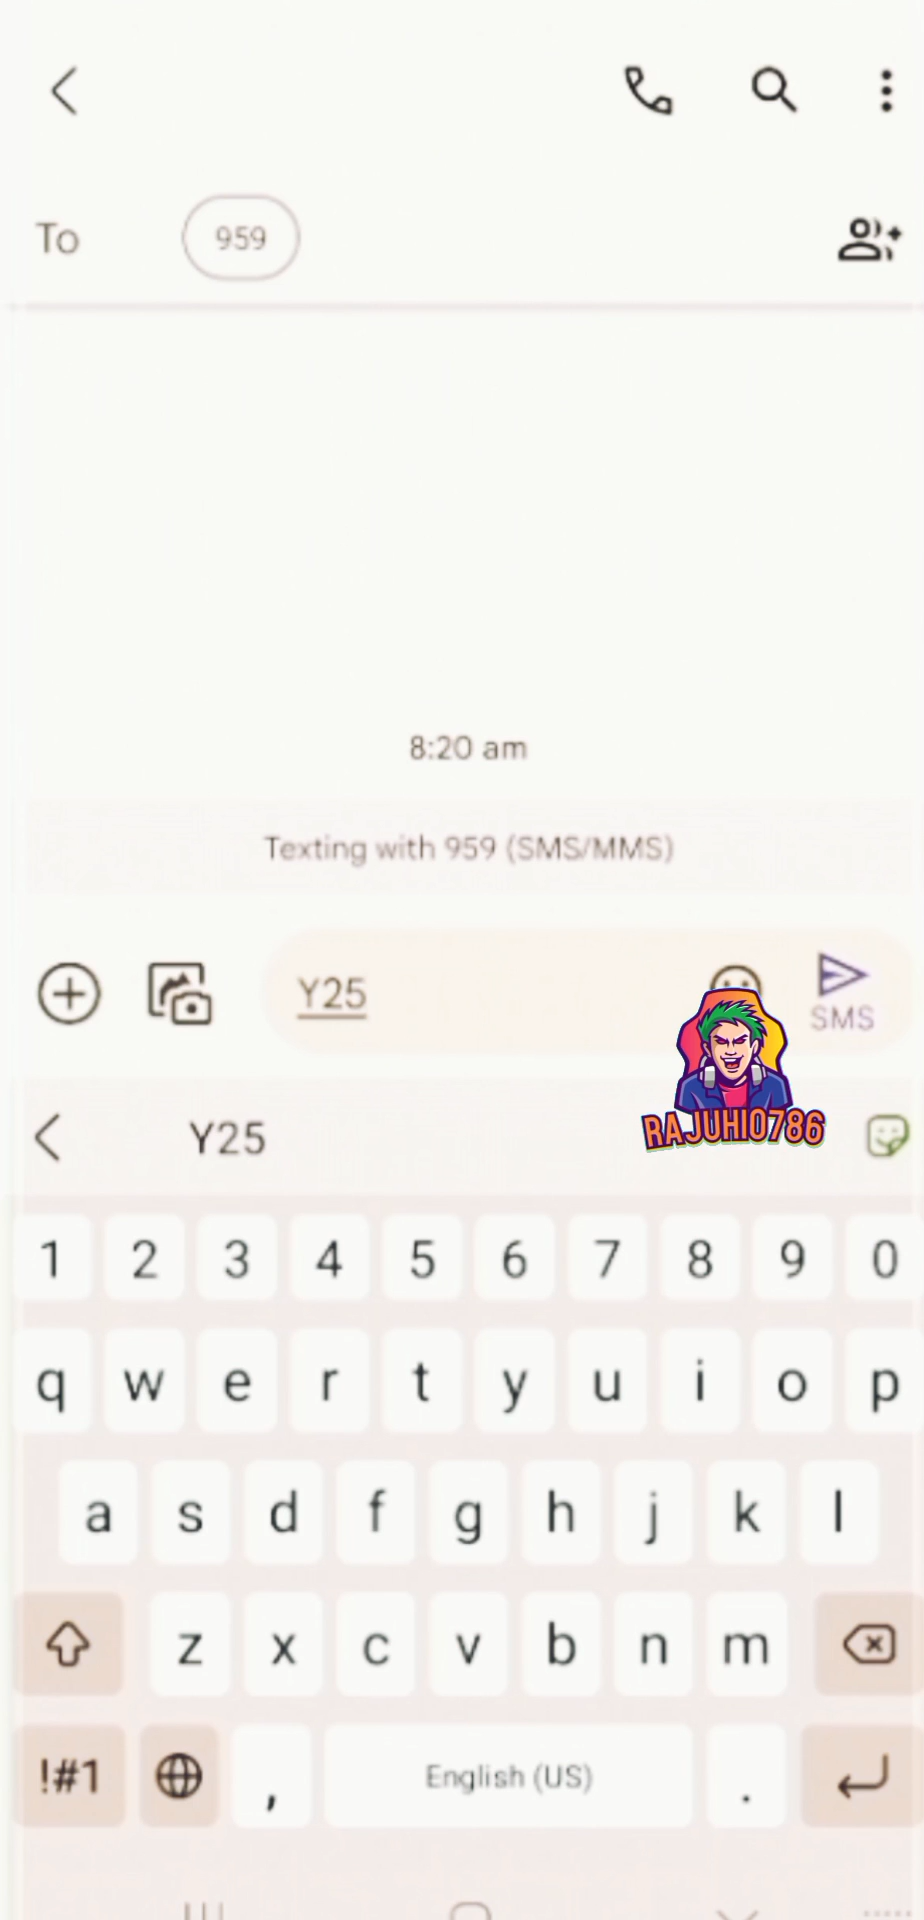 To 959
8:20 am
Texting with 959 (SMS/MMS)
Y25
SMS
Y25
RAJUHI0786
1 2 3 4 5 6 7 8 9 0
q w e r t y u i o p
a s d f g h j k l
z x c v b n m
!#1 , English (US) .